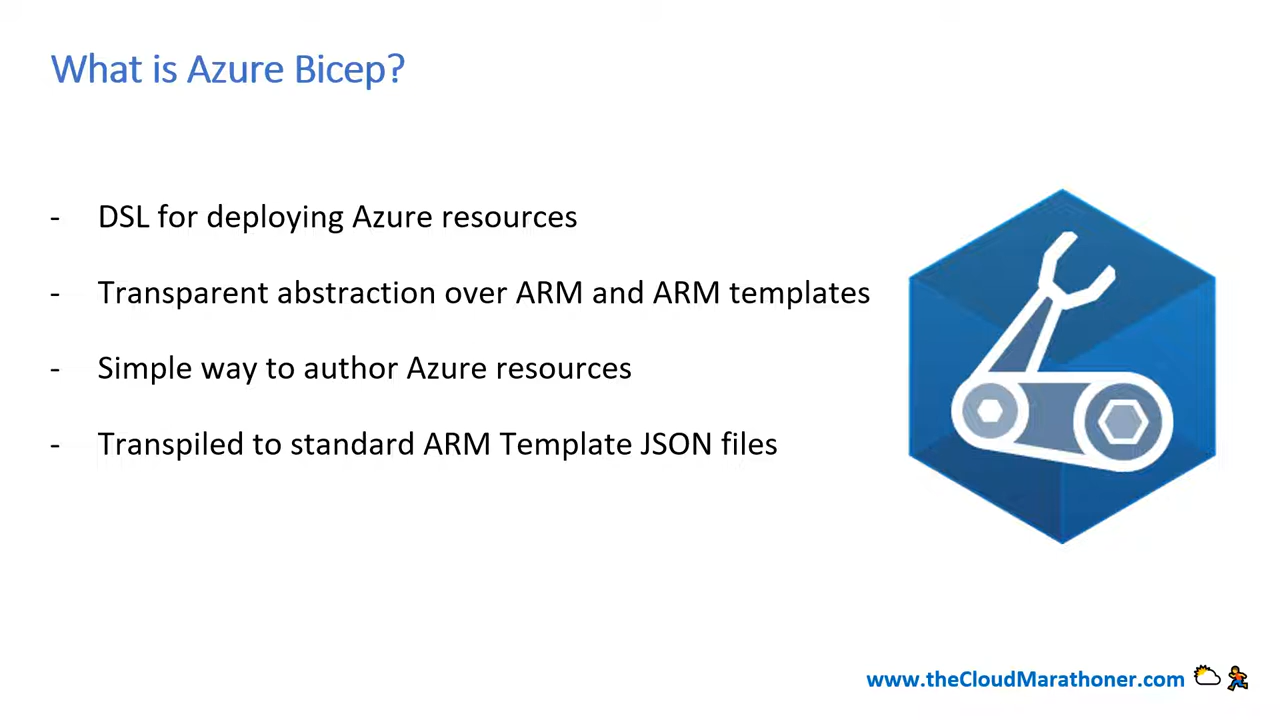 What is Azure Bicep?
- DSL for deploying Azure resources
- Transparent abstraction over ARM and ARM templates
- Simple way to author Azure resources
- Transpiled to standard ARM Template JSON files
www.theCloudMarathoner.com